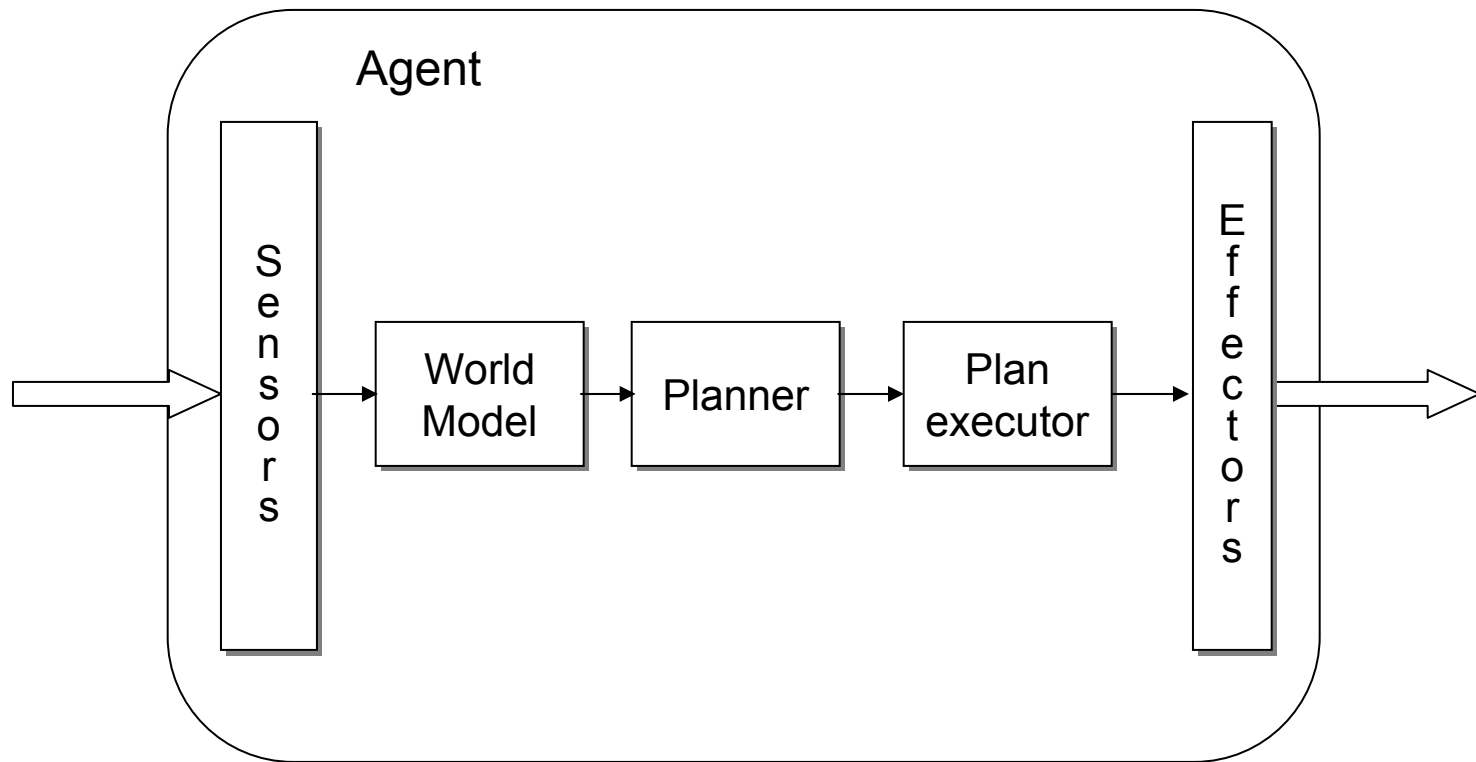 Agent
Sensors
World
Model
Planner
Plan
executor
Effectors